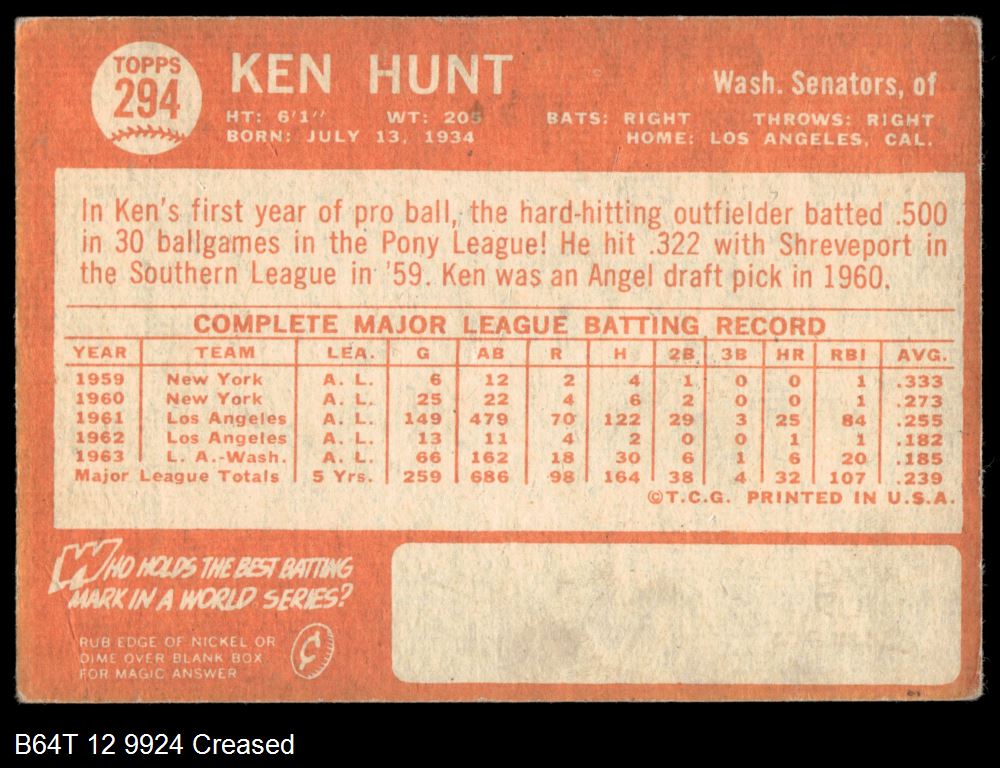 TOPPS
294
KEN HUNT
Wash. Senators, of
HT: 6'1" WT: 205 BATS: RIGHT THROWS: RIGHT
BORN: JULY 13, 1934 HOME: LOS ANGELES, CAL.
In Ken's first year of pro ball, the hard-hitting outfielder batted .500
in 30 ballgames in the Pony League! He hit .322 with Shreveport in
the Southern League in '59. Ken was an Angel draft pick in 1960.
COMPLETE MAJOR LEAGUE BATTING RECORD
YEAR TEAM LEA. G AB R H 2B 3B HR RBI AVG.
1959 New York A. L. 6 12 2 4 1 0 0 1 .333
1960 New York A. L. 25 22 4 6 2 0 0 1 .273
1961 Los Angeles A. L. 149 479 70 122 29 3 25 84 .255
1962 Los Angeles A. L. 13 11 4 2 0 0 1 1 .182
1963 L. A.-Wash. A. L. 66 162 18 30 6 1 6 20 .185
Major League Totals 5 Yrs. 259 686 98 164 38 4 32 107 .239
©T.C.G. PRINTED IN U.S.A.
WHO HOLDS THE BEST BATTING
MARK IN A WORLD SERIES?
RUB EDGE OF NICKEL OR
DIME OVER BLANK BOX
FOR MAGIC ANSWER
¢
B64T 12 9924 Creased